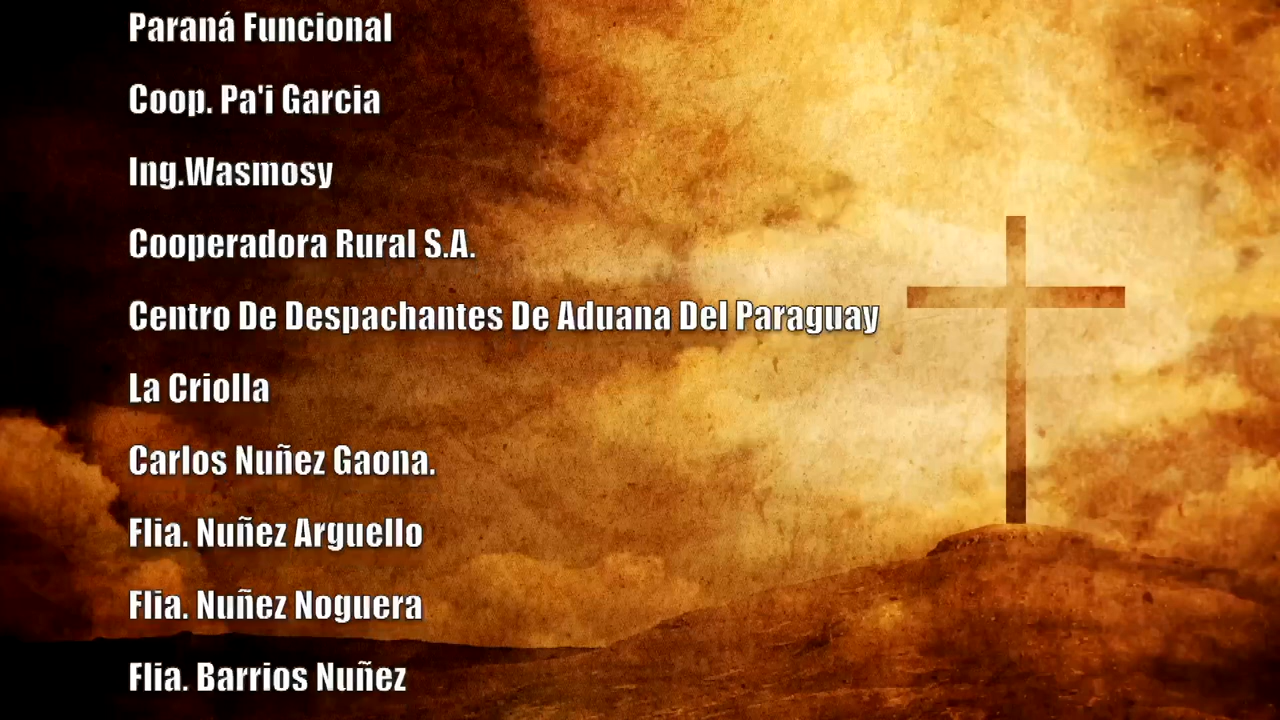 Paraná Funcional
Coop. Pa'i Garcia
Ing.Wasmosy
Cooperadora Rural S.A.
Centro De Despachantes De Aduana Del Paraguay
La Criolla
Carlos Nuñez Gaona.
Flia. Nuñez Arguello
Flia. Nuñez Noguera
Flia. Barrios Nuñez